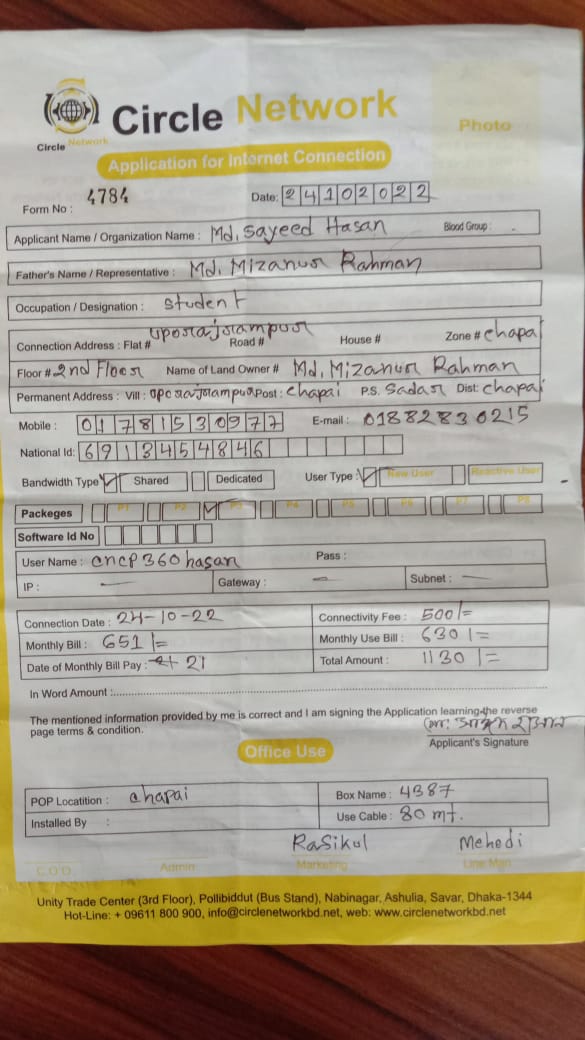 Circle Network
Circle Network
Photo
Application for Internet Connection
Form No : 4784
Date: 24102022
Applicant Name / Organization Name : Md. Sayeed Hasan Blood Group :
Father's Name / Representative : Md. Mizanur Rahman
Occupation / Designation : Student
Connection Address : Flat # uporajorampur Road # House # Zone # chapai
Floor # 2nd Floor Name of Land Owner # Md. Mizanur Rahman
Permanent Address : Vill : Post : chapai P.S. Sadar Dist: chapai
Mobile : 01781530977 E-mail : 01882830215
National Id: 6913454846
Bandwidth Type Shared Dedicated User Type : New User Reactive User
Packeges P1 P2 P3 P4 P5 P6 P7 P8
Software Id No
User Name : cncp360hasan Pass :
IP : — Gateway : — Subnet : —
Connection Date : 24-10-22 Connectivity Fee : 500/=
Monthly Bill : 651/= Monthly Use Bill : 630/=
Date of Monthly Bill Pay : 21 Total Amount : 1130/=
In Word Amount :
The mentioned information provided by me is correct and I am signing the Application learning the reverse
page terms & condition.
Applicant's Signature
Office Use
POP Locatition : chapai Box Name : 4387
Installed By : Use Cable : 80 mt.
Rasikul Mehedi
C.O.O Admin Marketing Line Man
Unity Trade Center (3rd Floor), Pollibiddut (Bus Stand), Nabinagar, Ashulia, Savar, Dhaka-1344
Hot-Line: + 09611 800 900, info@circlenetworkbd.net, web: www.circlenetworkbd.net